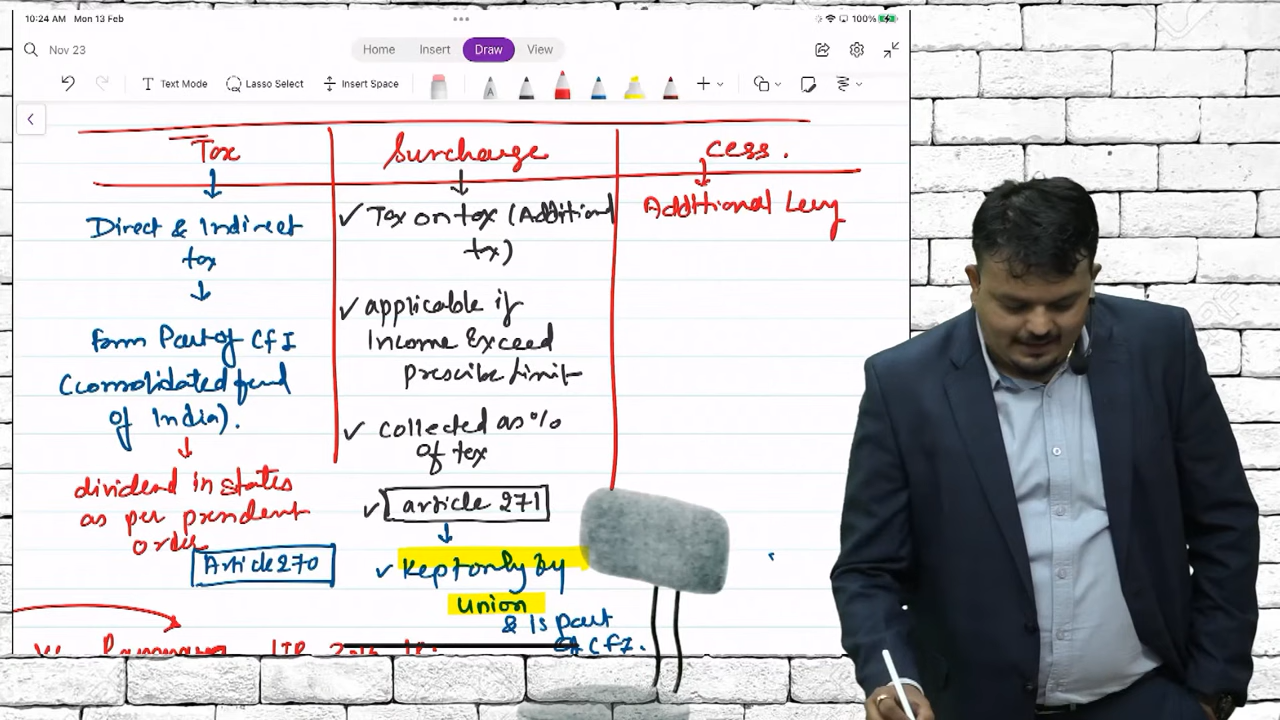 10:24 AM Mon 13 Feb
100%
Nov 23
Home Insert Draw View
Text Mode Lasso Select Insert Space
Tax
Direct & Indirect
tax
form Part of CFI
(consolidated fund
of India).
dividend in states
as per president
order
Article 270
Surcharge
Tax on tax (Additional
tax)
applicable if
Income Exceed
prescibe limit
collected as %
of tax
article 271
Kept only by
union
& Is part
of CFI.
cess.
Additional Levy